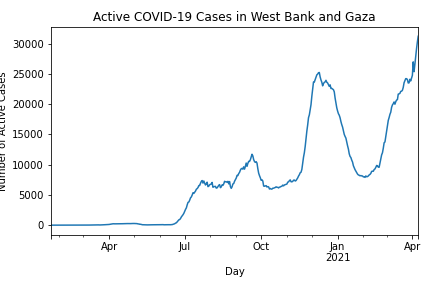 Active COVID-19 Cases in West Bank and Gaza
Number of Active Cases
30000
25000
20000
15000
10000
5000
0
Apr Jul Oct Jan Apr
2021
Day